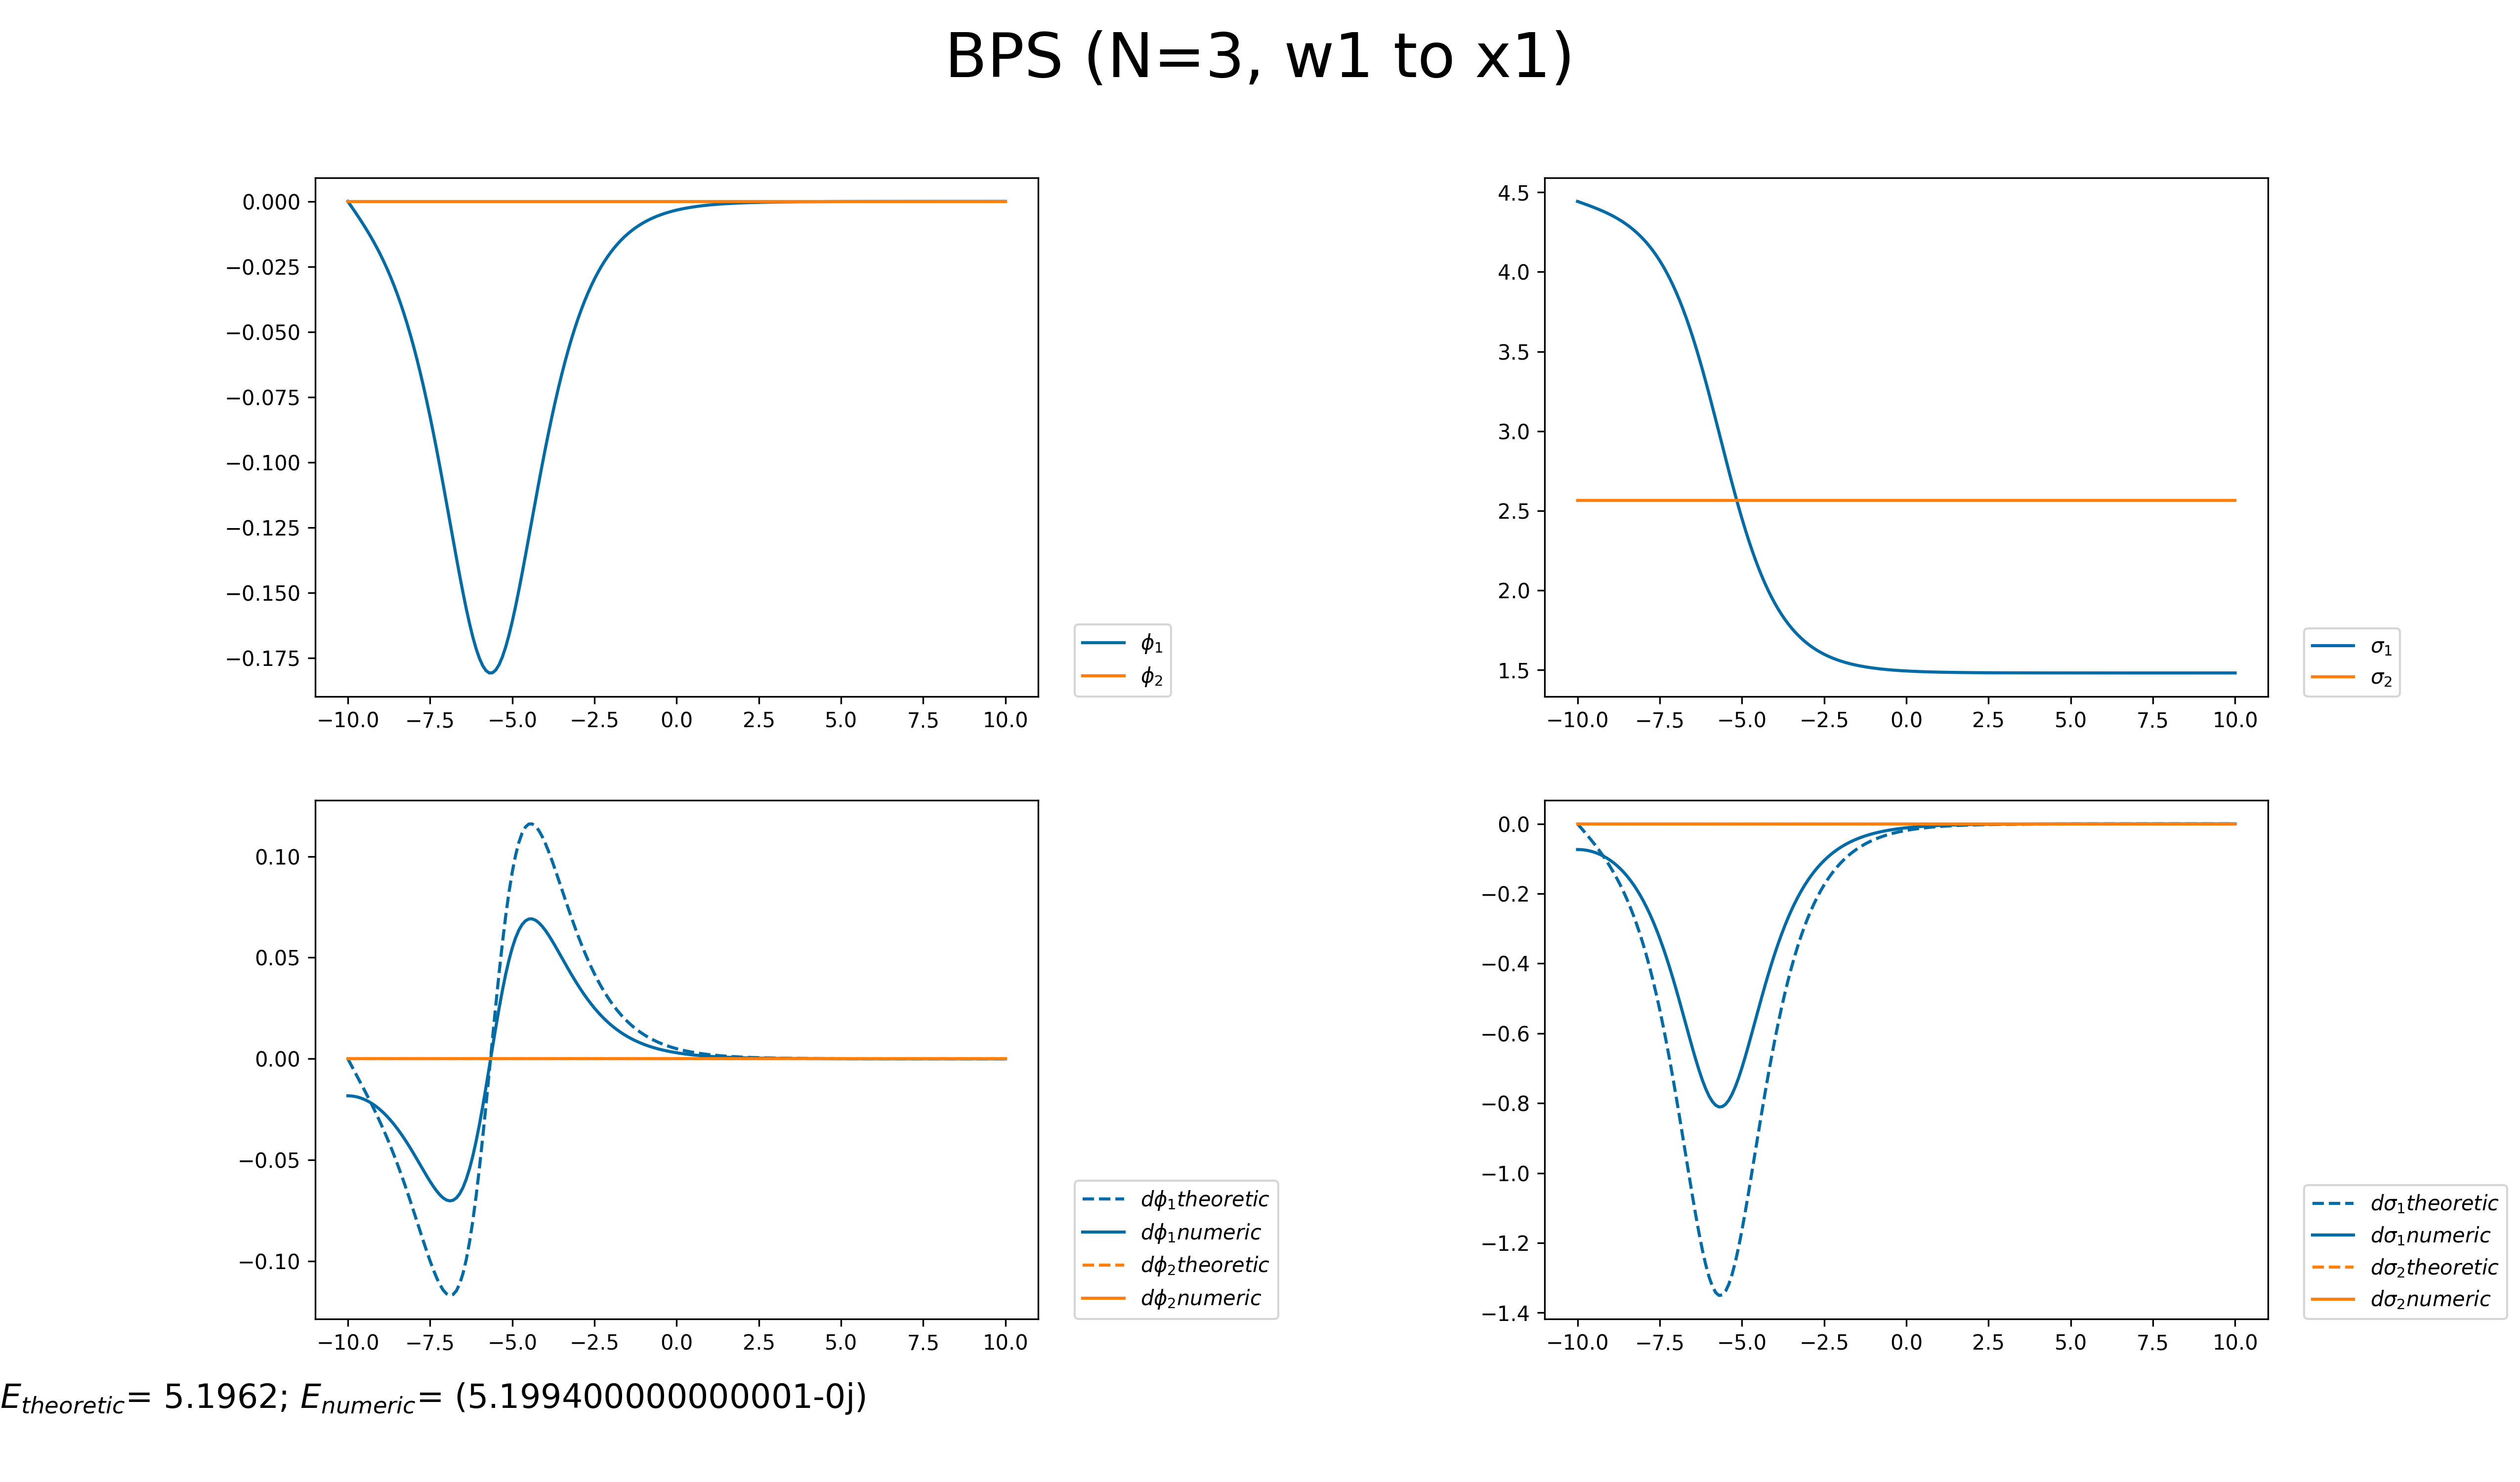 BPS (N=3, w1 to x1)
0.000
−0.025
−0.050
−0.075
−0.100
−0.125
−0.150
−0.175
−10.0 −7.5 −5.0 −2.5 0.0 2.5 5.0 7.5 10.0
ϕ₁
ϕ₂
4.5
4.0
3.5
3.0
2.5
2.0
1.5
−10.0 −7.5 −5.0 −2.5 0.0 2.5 5.0 7.5 10.0
σ₁
σ₂
0.10
0.05
0.00
−0.05
−0.10
−10.0 −7.5 −5.0 −2.5 0.0 2.5 5.0 7.5 10.0
dϕ₁theoretic
dϕ₁numeric
dϕ₂theoretic
dϕ₂numeric
0.0
−0.2
−0.4
−0.6
−0.8
−1.0
−1.2
−1.4
−10.0 −7.5 −5.0 −2.5 0.0 2.5 5.0 7.5 10.0
dσ₁theoretic
dσ₁numeric
dσ₂theoretic
dσ₂numeric
E_theoretic= 5.1962; E_numeric= (5.199400000000001-0j)